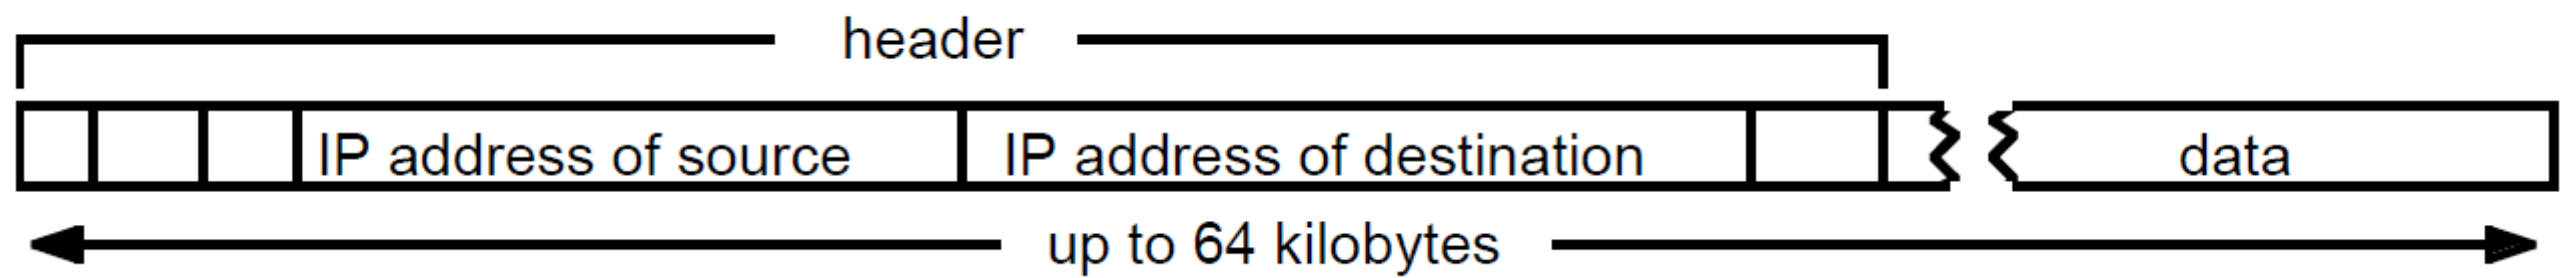 header
IP address of source
IP address of destination
data
up to 64 kilobytes